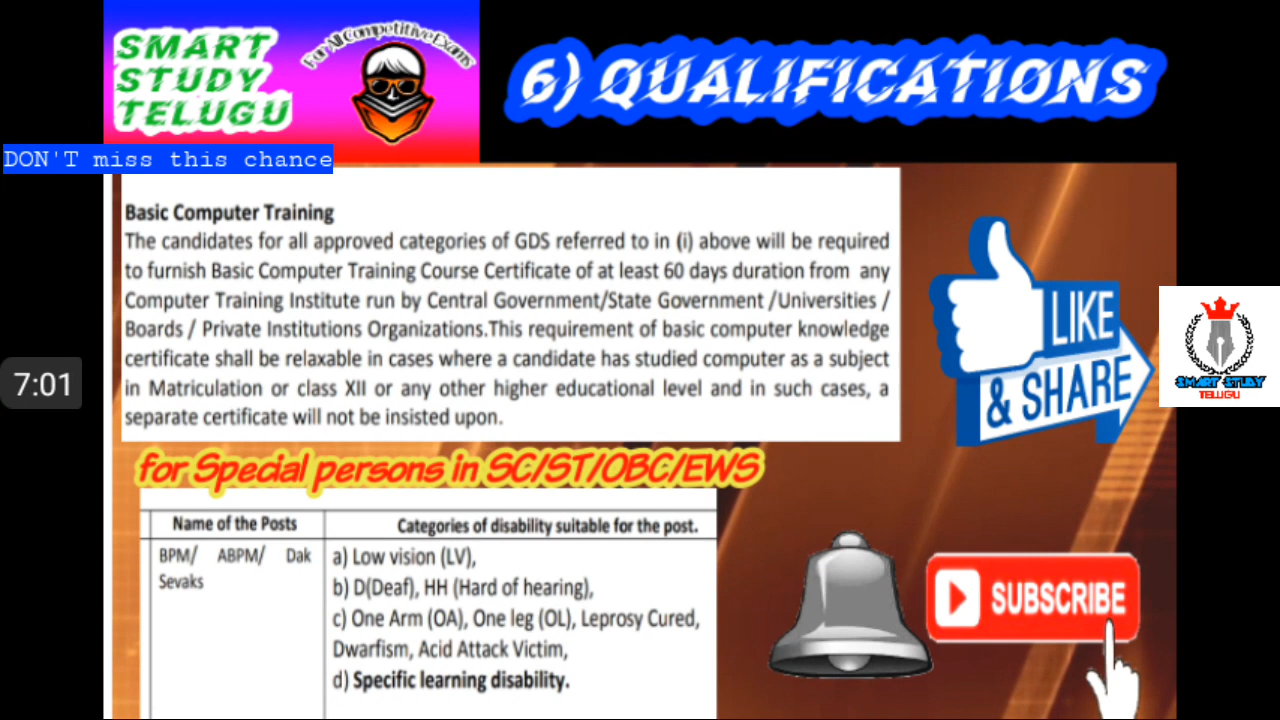 SMART
STUDY
TELUGU
For All Competitive Exams
6) QUALIFICATIONS
DON'T miss this chance
Basic Computer Training
The candidates for all approved categories of GDS referred to in (i) above will be required
to furnish Basic Computer Training Course Certificate of at least 60 days duration from any
Computer Training Institute run by Central Government/State Government /Universities /
Boards / Private Institutions Organizations.This requirement of basic computer knowledge
certificate shall be relaxable in cases where a candidate has studied computer as a subject
in Matriculation or class XII or any other higher educational level and in such cases, a
separate certificate will not be insisted upon.
LIKE
& SHARE
SMART STUDY
TELUGU
7:01
for Special persons in SC/ST/OBC/EWS
Name of the Posts
Categories of disability suitable for the post.
BPM/ ABPM/ Dak
Sevaks
a) Low vision (LV),
b) D(Deaf), HH (Hard of hearing),
c) One Arm (OA), One leg (OL), Leprosy Cured,
Dwarfism, Acid Attack Victim,
d) Specific learning disability.
SUBSCRIBE